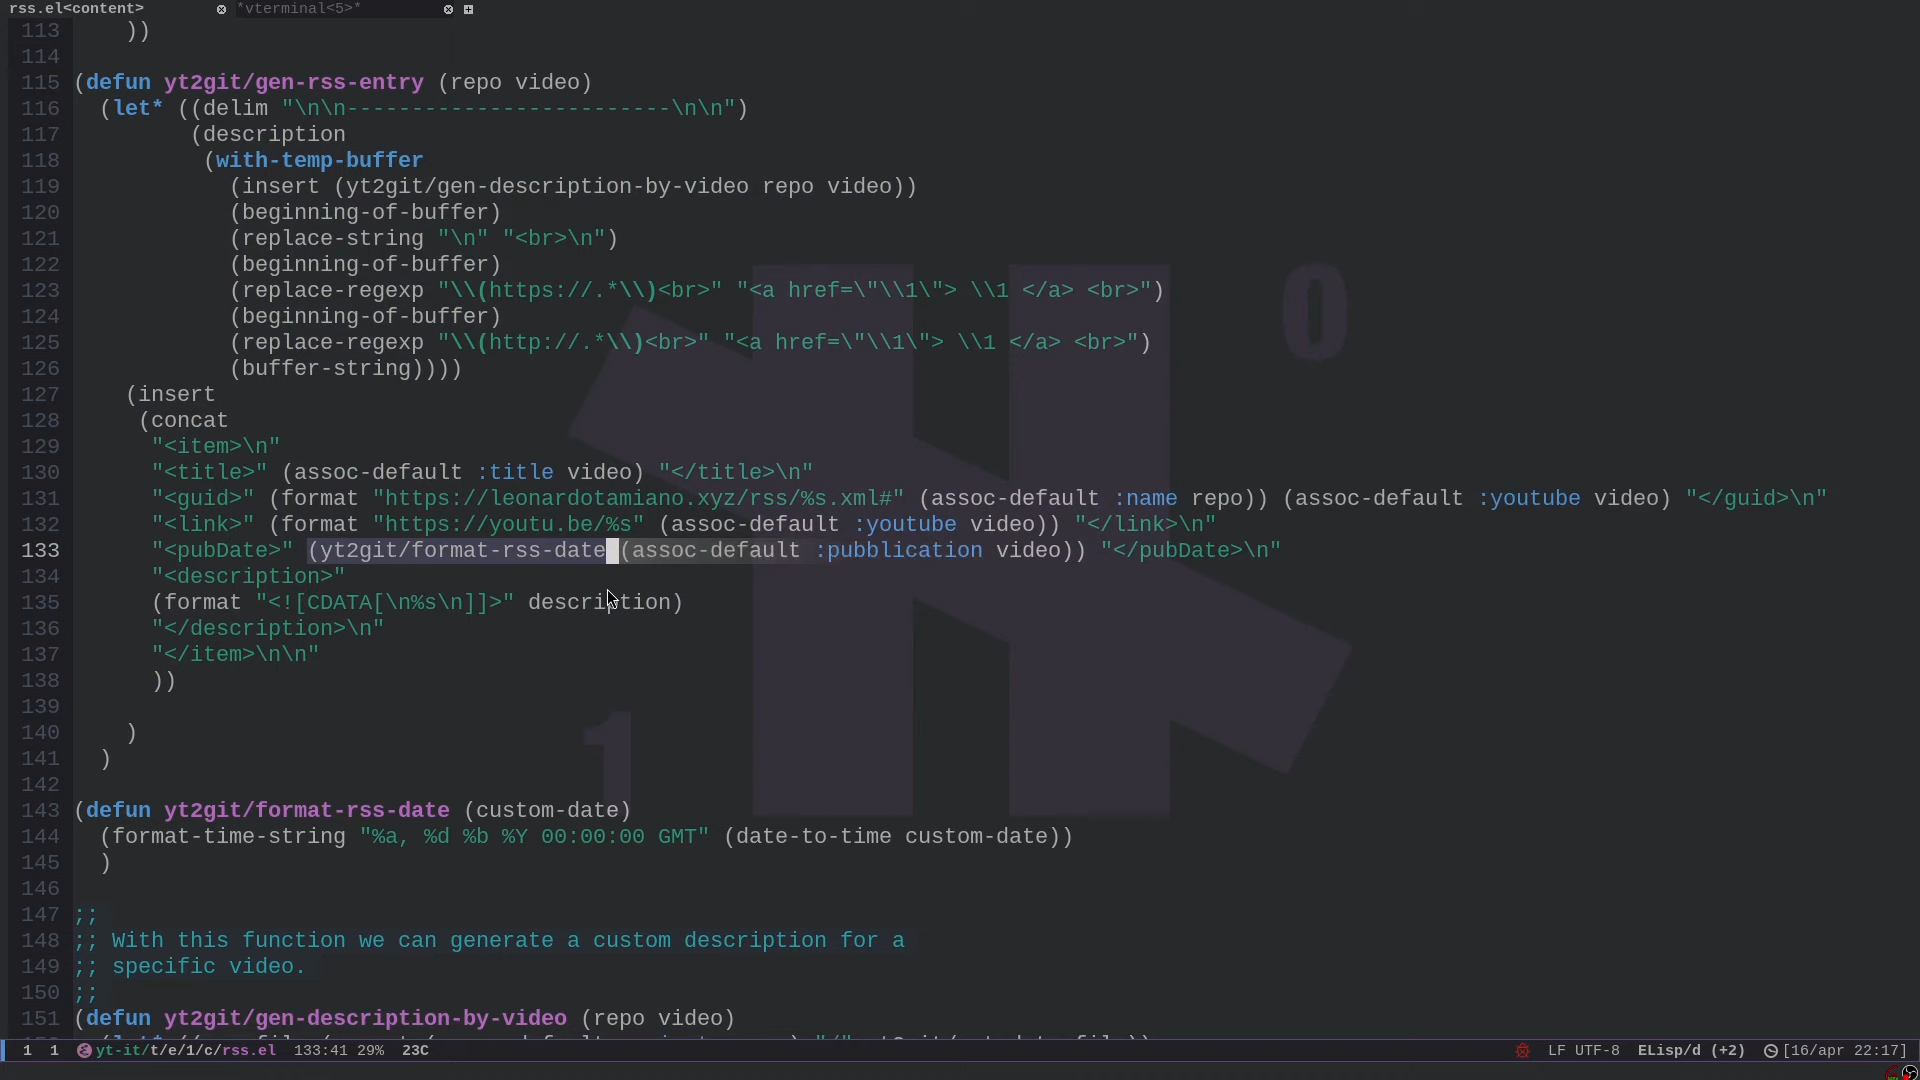 rss.el<content> *vterminal<5>*
113 ))
114
115 (defun yt2git/gen-rss-entry (repo video)
116 (let* ((delim "\n\n-------------------------\n\n")
117 (description
118 (with-temp-buffer
119 (insert (yt2git/gen-description-by-video repo video))
120 (beginning-of-buffer)
121 (replace-string "\n" "<br>\n")
122 (beginning-of-buffer)
123 (replace-regexp "\\(https://.*\\)<br>" "<a href=\"\\1\"> \\1 </a> <br>")
124 (beginning-of-buffer)
125 (replace-regexp "\\(http://.*\\)<br>" "<a href=\"\\1\"> \\1 </a> <br>")
126 (buffer-string))))
127 (insert
128 (concat
129 "<item>\n"
130 "<title>" (assoc-default :title video) "</title>\n"
131 "<guid>" (format "https://leonardotamiano.xyz/rss/%s.xml#" (assoc-default :name repo)) (assoc-default :youtube video) "</guid>\n"
132 "<link>" (format "https://youtu.be/%s" (assoc-default :youtube video)) "</link>\n"
133 "<pubDate>" (yt2git/format-rss-date (assoc-default :pubblication video)) "</pubDate>\n"
134 "<description>"
135 (format "<![CDATA[\n%s\n]]>" description)
136 "</description>\n"
137 "</item>\n\n"
138 ))
139
140 )
141 )
142
143 (defun yt2git/format-rss-date (custom-date)
144 (format-time-string "%a, %d %b %Y 00:00:00 GMT" (date-to-time custom-date))
145 )
146
147 ;;
148 ;; With this function we can generate a custom description for a
149 ;; specific video.
150 ;;
151 (defun yt2git/gen-description-by-video (repo video)
1 1 yt-it/t/e/1/c/rss.el 133:41 29% 23C LF UTF-8 ELisp/d (+2) [16/apr 22:17]
0
1